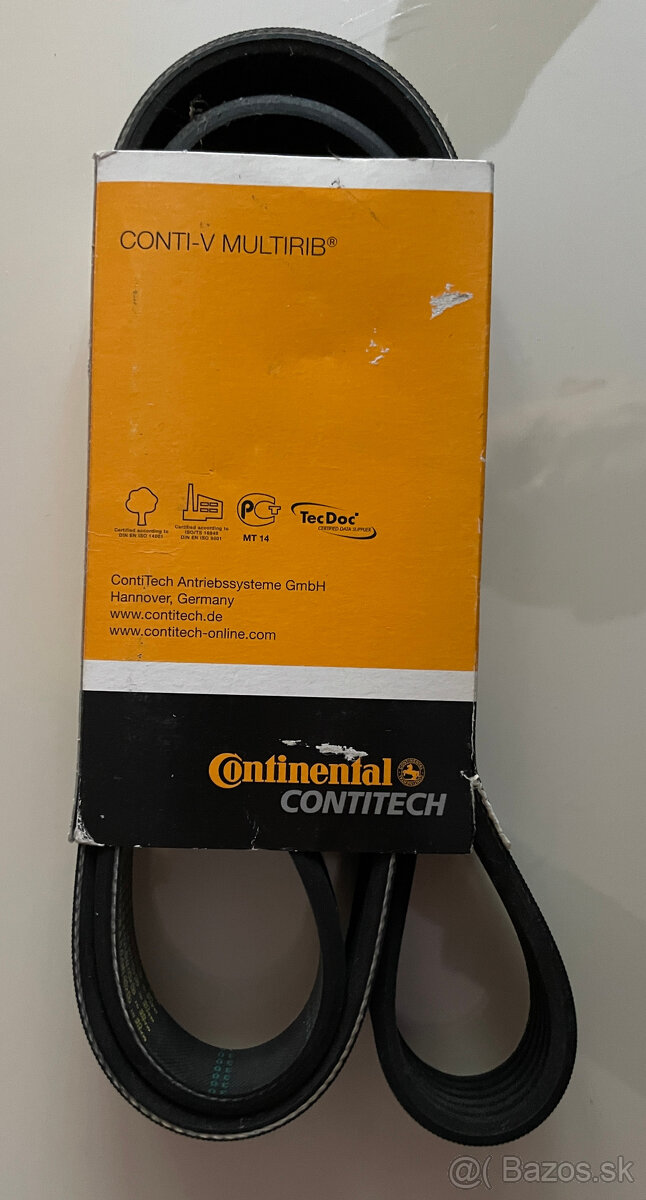 CONTI-V MULTIRIB®
Certified according to
DIN EN ISO 14001
Certified according to
ISO/TS 16949
DIN EN ISO 9001
PCT
MT 14
TecDoc
CERTIFIED DATA SUPPLIER
ContiTech Antriebssysteme GmbH
Hannover, Germany
www.contitech.de
www.contitech-online.com
Continental
CONTITECH
@( Bazos.sk